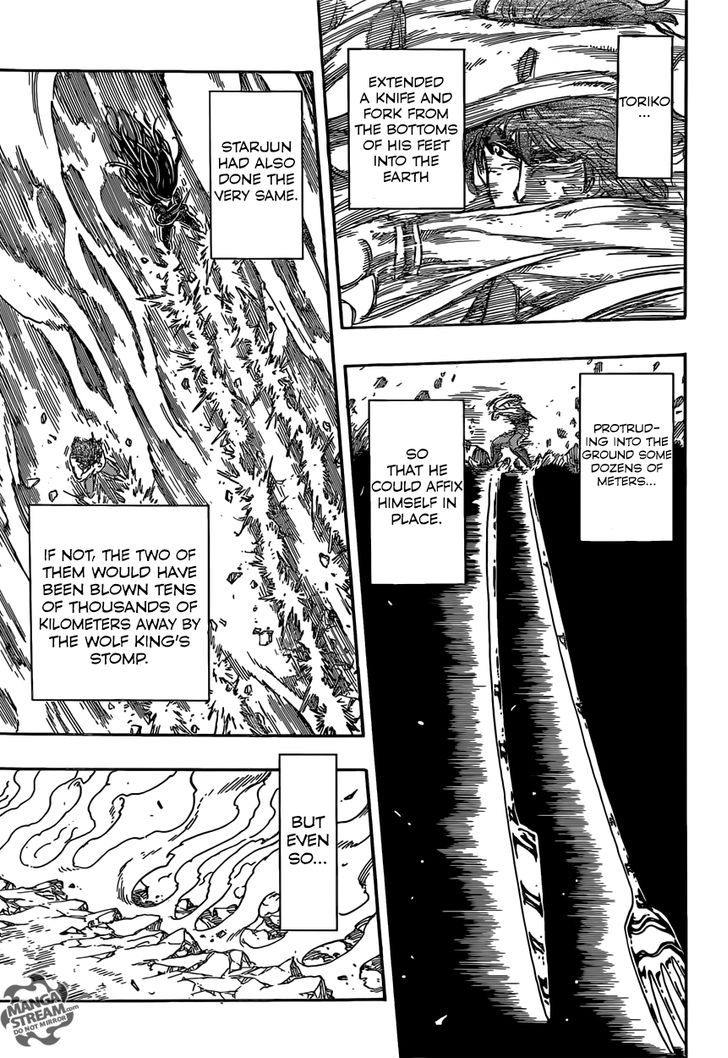 TORIKO
...
EXTENDED
A KNIFE AND
FORK FROM
THE BOTTOMS
OF HIS FEET
INTO THE
EARTH
PROTRUD-
ING INTO THE
GROUND SOME
DOZENS OF
METERS...
SO
THAT HE
COULD AFFIX
HIMSELF IN
PLACE.
STARJUN
HAD ALSO
DONE THE
VERY SAME.
IF NOT, THE TWO OF
THEM WOULD HAVE
BEEN BLOWN TENS
OF THOUSANDS OF
KILOMETERS AWAY BY
THE WOLF KING'S
STOMP.
BUT
EVEN
SO...
MANGA
STREAM.com
DO NOT MIRROR!